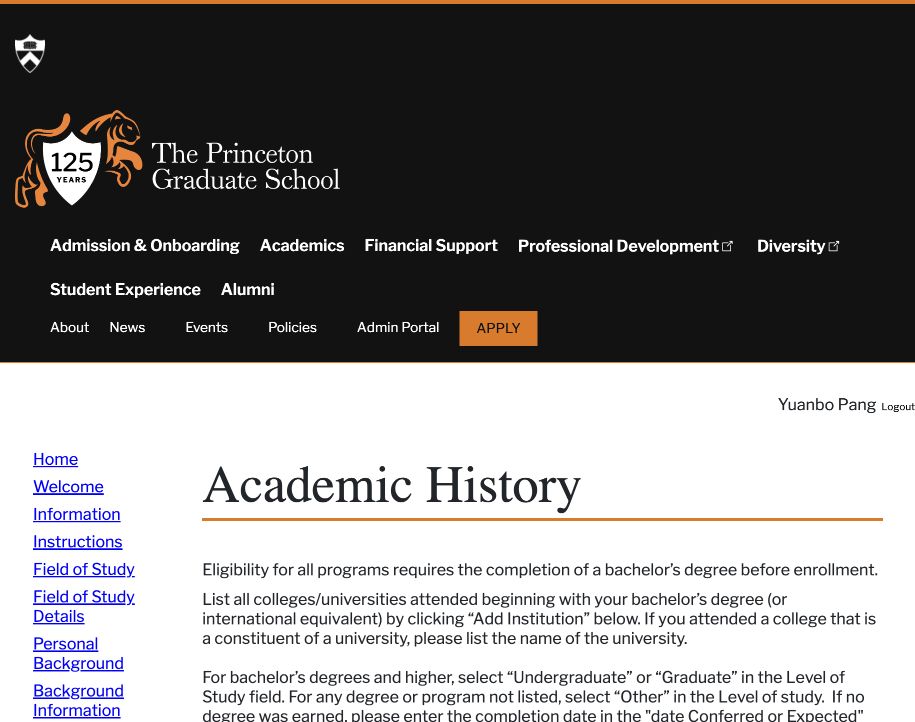 125
YEARS
The Princeton
Graduate School
Admission & Onboarding Academics Financial Support Professional Development Diversity
Student Experience Alumni
About News Events Policies Admin Portal APPLY
Yuanbo Pang Logout
Home
Welcome
Information
Instructions
Field of Study
Field of Study
Details
Personal
Background
Background
Information
Academic History
Eligibility for all programs requires the completion of a bachelor’s degree before enrollment.
List all colleges/universities attended beginning with your bachelor’s degree (or
international equivalent) by clicking “Add Institution” below. If you attended a college that is
a constituent of a university, please list the name of the university.
For bachelor’s degrees and higher, select “Undergraduate” or “Graduate” in the Level of
Study field. For any degree or program not listed, select “Other” in the Level of study.  If no
degree was earned, please enter the completion date in the "date Conferred or Expected"